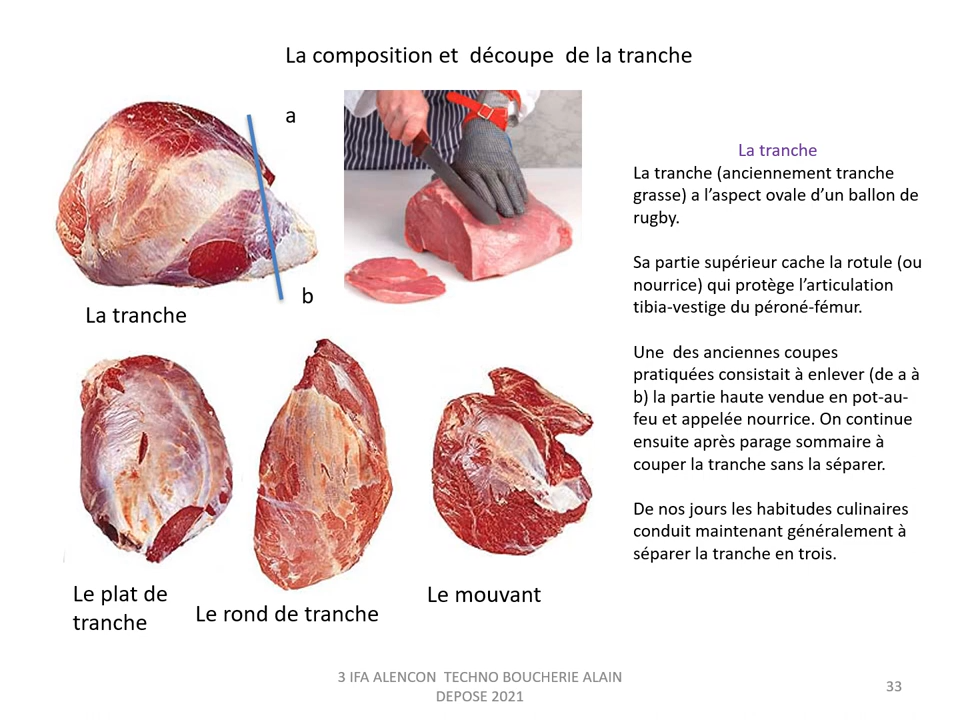 La composition et  découpe  de la tranche
a
b
La tranche
La tranche
La tranche (anciennement tranche
grasse) a l’aspect ovale d’un ballon de
rugby.
Sa partie supérieur cache la rotule (ou
nourrice) qui protège l’articulation
tibia-vestige du péroné-fémur.
Une  des anciennes coupes
pratiquées consistait à enlever (de a à
b) la partie haute vendue en pot-au-
feu et appelée nourrice. On continue
ensuite après parage sommaire à
couper la tranche sans la séparer.
De nos jours les habitudes culinaires
conduit maintenant généralement à
séparer la tranche en trois.
Le plat de
tranche
Le rond de tranche
Le mouvant
3 IFA ALENCON  TECHNO BOUCHERIE ALAIN
DEPOSE 2021
33